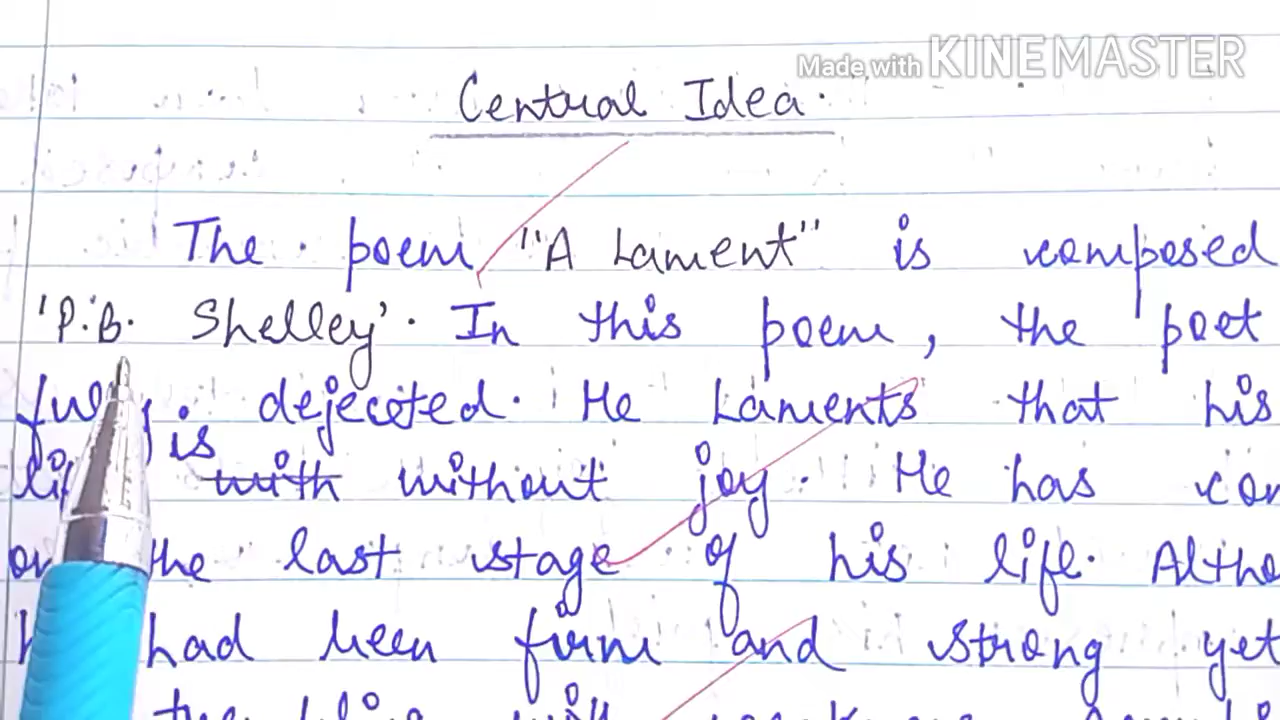 Made with KINEMASTER
Central Idea.
The poem "A Lament" is composed
'P.B. Shelley'. In this poem, the poet
is dejected. He Laments that his
with without joy. He has
the last stage of his life.
had been firm and strong yet